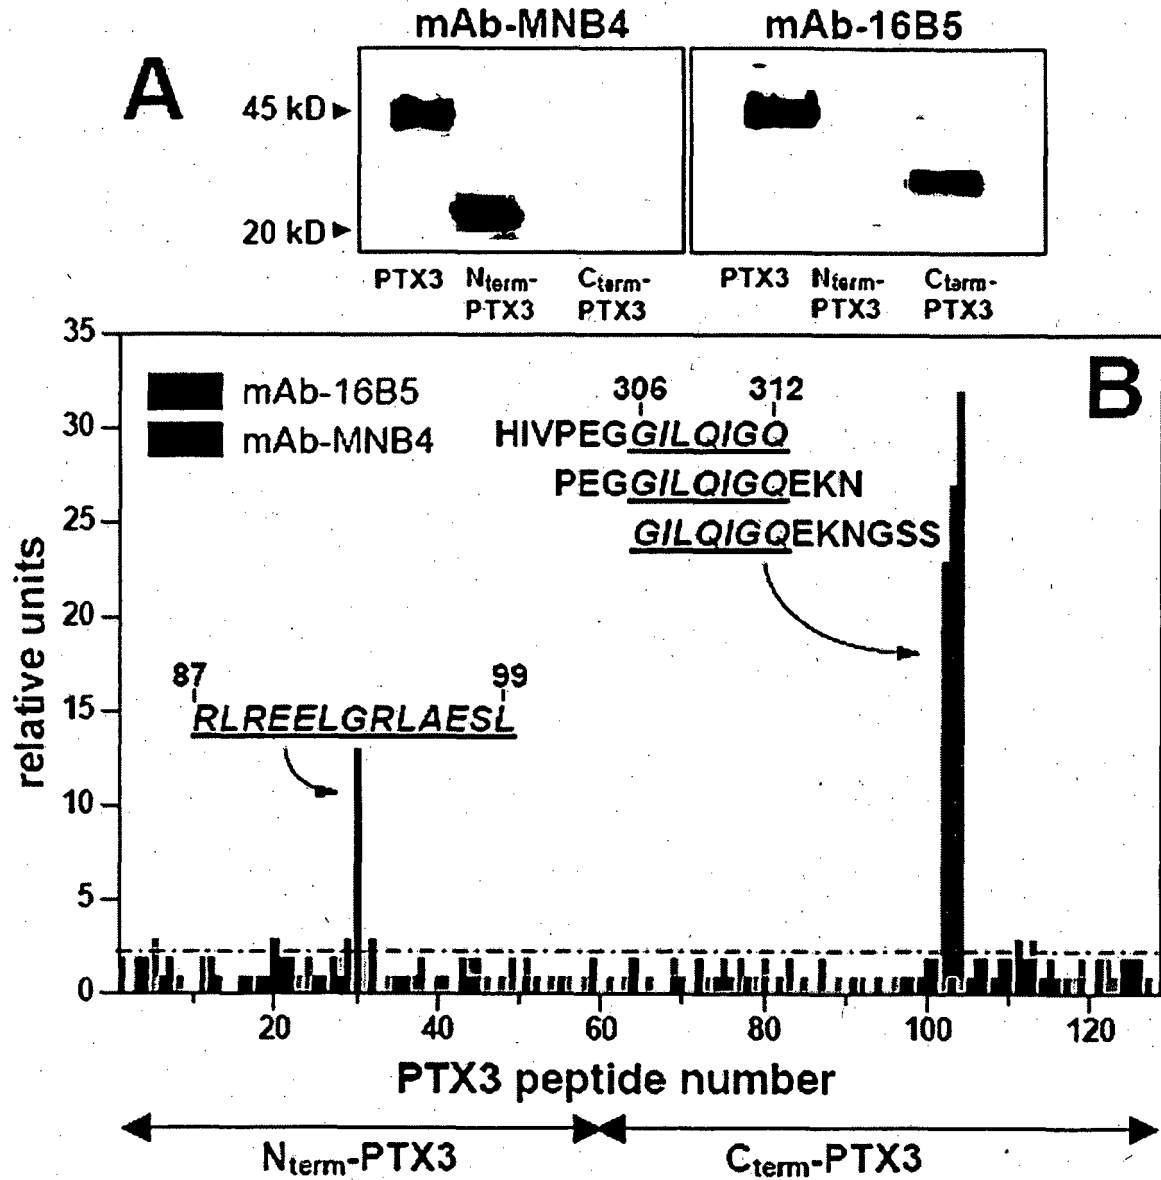 mAb-MNB4 mAb-16B5
A
45 kD
20 kD
PTX3 Nterm-PTX3 Cterm-PTX3 PTX3 Nterm-PTX3 Cterm-PTX3
B
mAb-16B5
mAb-MNB4
306 312
HIVPEGGILQIGQ
PEGGILQIGQEKN
GILQIGQEKNGSS
87 99
RLREELGRLAESL
relative units
35
30
25
20
15
10
5
0
20 40 60 80 100 120
PTX3 peptide number
Nterm-PTX3 Cterm-PTX3